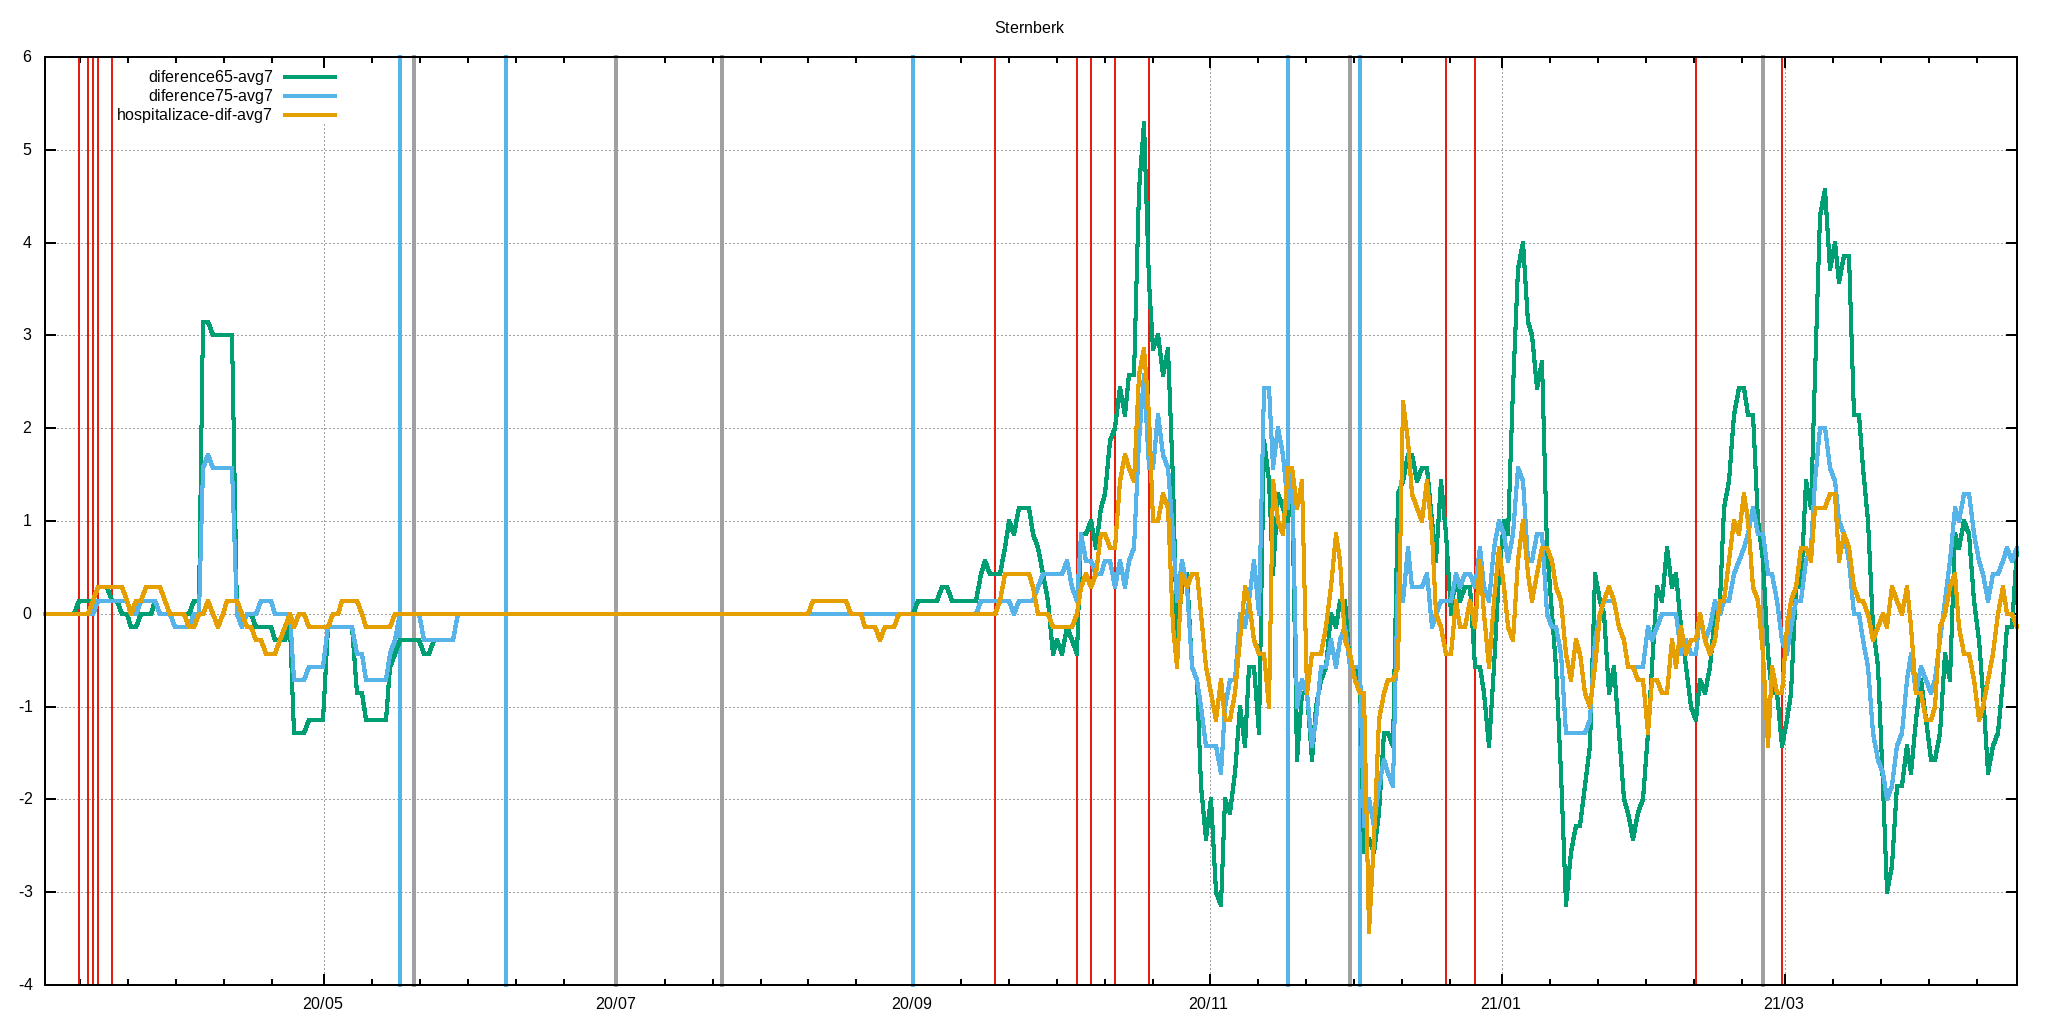 Sternberk
diference65-avg7
diference75-avg7
hospitalizace-dif-avg7
6
5
4
3
2
1
0
-1
-2
-3
-4
20/05 20/07 20/09 20/11 21/01 21/03